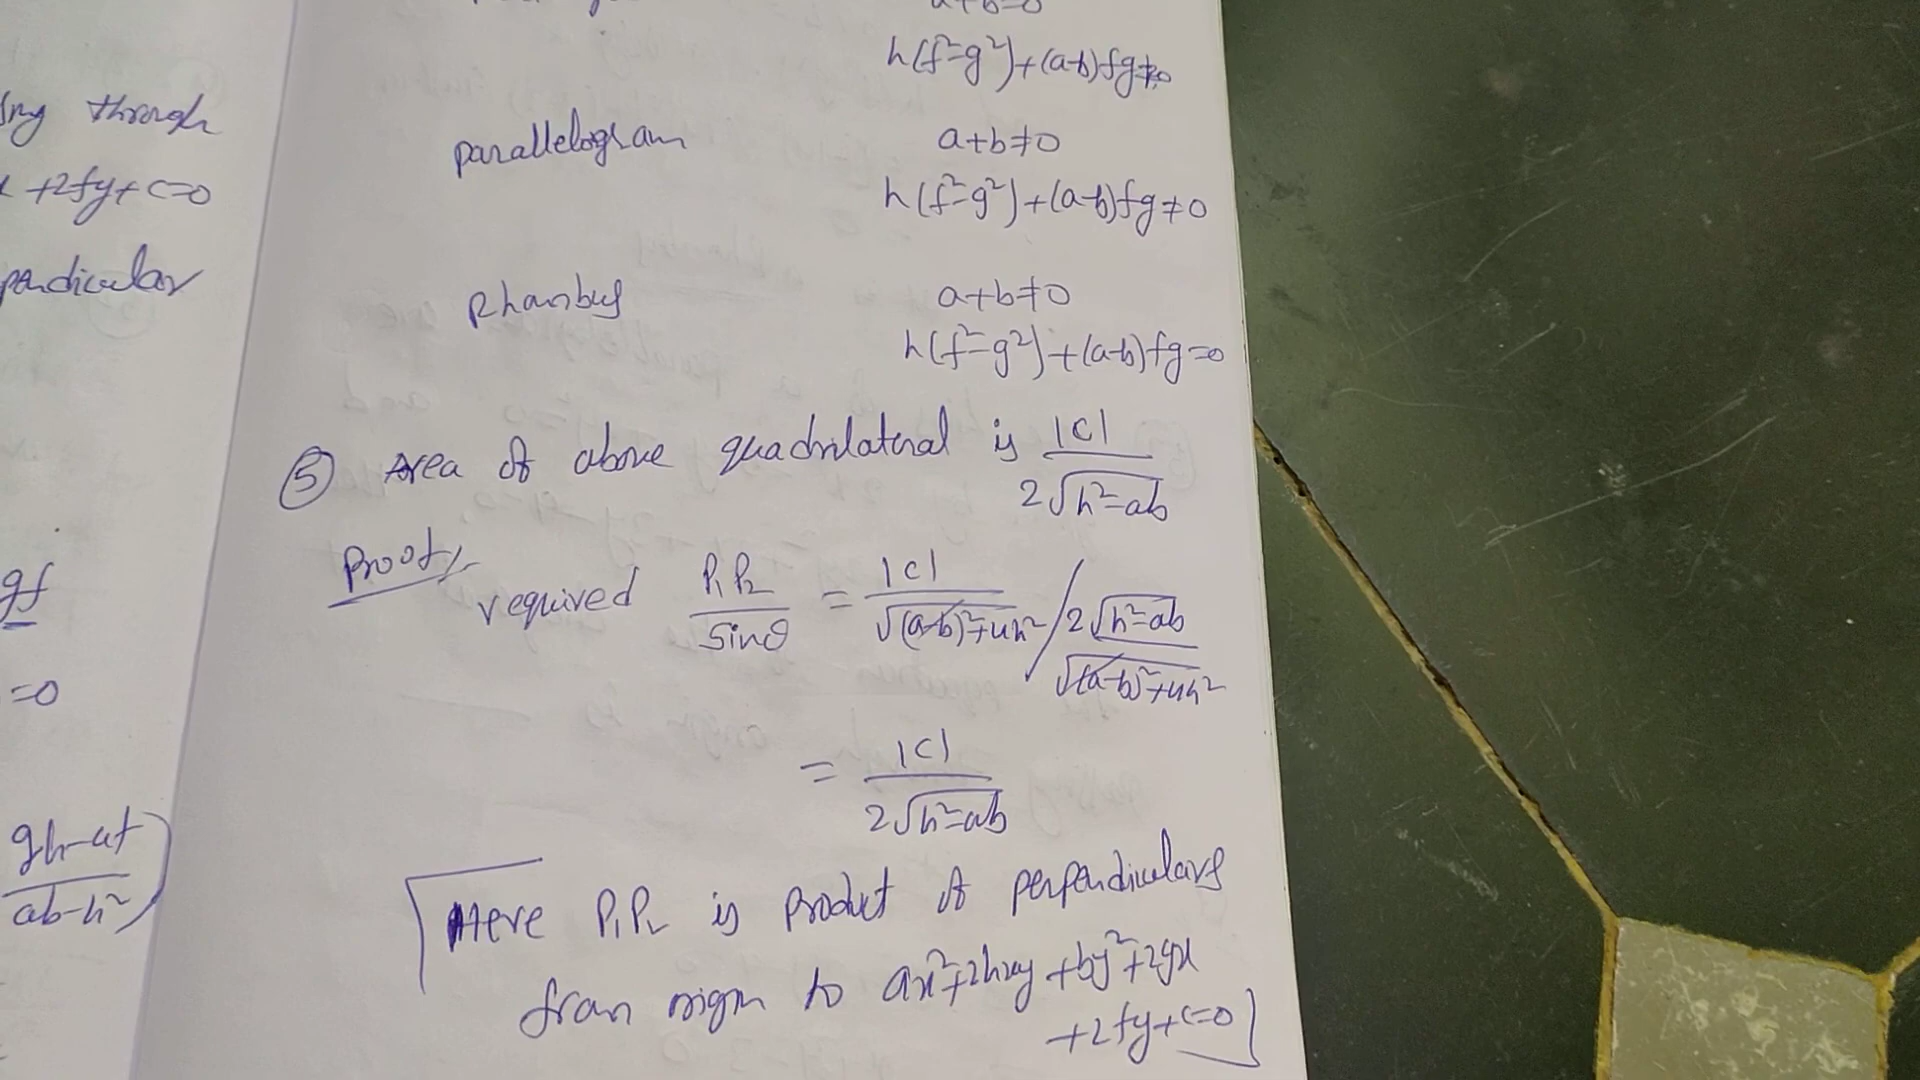 ing through
+2fy+c=0
pendicular
gf
=0
gh-af
ab-h²
a+b=0
h(f²-g²)+(a-b)fg≠0
parallelogram a+b≠0
h(f²-g²)+(a-b)fg≠0
Rhombus a+b≠0
h(f²-g²)+(a-b)fg=0
⑤ Area of above quadrilateral is |c| / 2√h²-ab
Proof/
required P₁P₂ / sinθ = |c| / √(a-b)²+4h² / 2√h²-ab / √(a-b)²+4h²
= |c| / 2√h²-ab
[Here P₁P₂ is product of perpendiculars
from origin to ax²+2hxy+by²+2gx
+2fy+c=0]